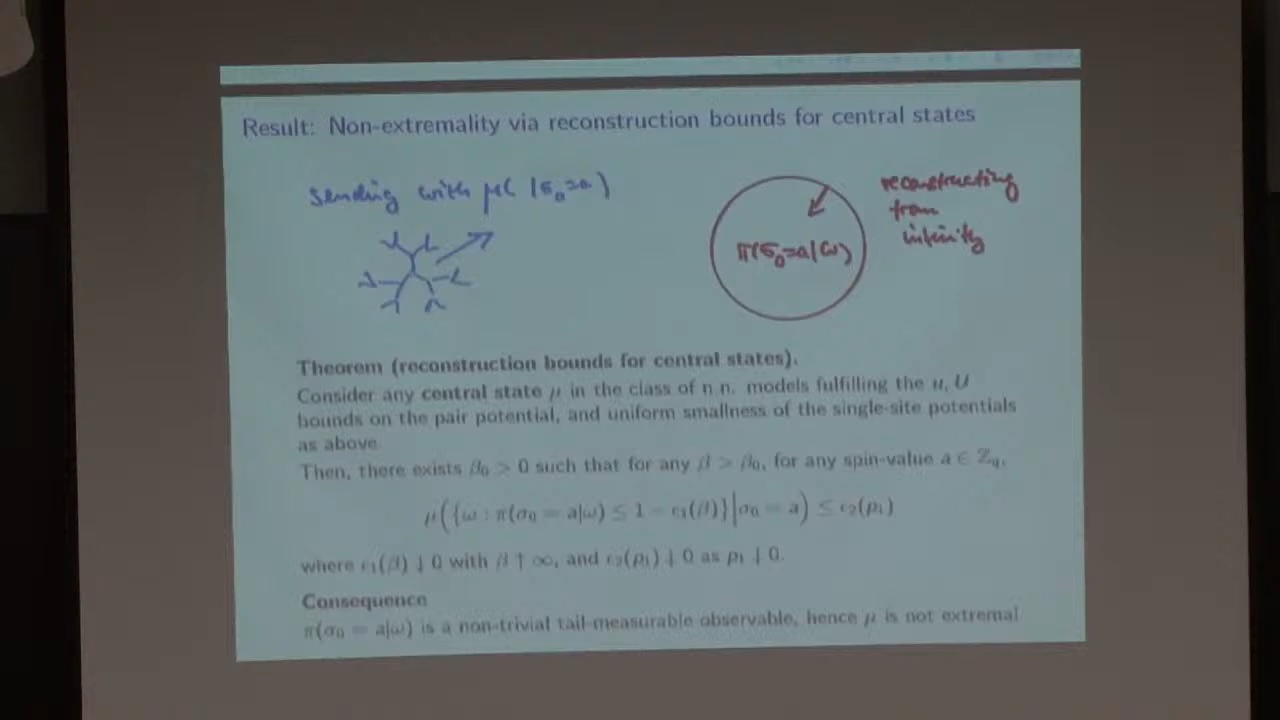 Result: Non-extremality via reconstruction bounds for central states
sending with μ( |σ₀=a)
π(σ₀=a|ω)
reconstructing
from
infinity
Theorem (reconstruction bounds for central states).
Consider any central state μ in the class of n.n. models fulfilling the u, U
bounds on the pair potential, and uniform smallness of the single-site potentials
as above.
Then, there exists β₀ > 0 such that for any β > β₀, for any spin-value a ∈ ℤ_q,
μ({ω : π(σ₀ = a|ω) ≤ 1 − ϵ₁(β)}|σ₀ = a) ≤ ϵ₂(ρ₁)
where ϵ₁(β) ↓ 0 with β ↑ ∞, and ϵ₂(ρ₁) ↓ 0 as ρ₁ ↓ 0.
Consequence
π(σ₀ = a|ω) is a non-trivial tail-measurable observable, hence μ is not extremal